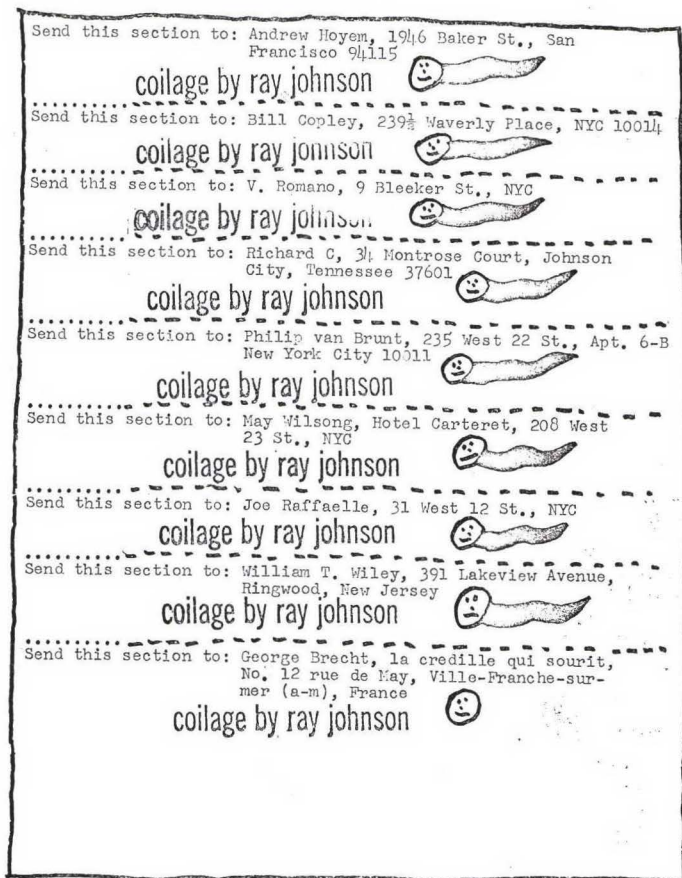 Send this section to: Andrew Hoyem, 1946 Baker St., San
Francisco 94115
coilage by ray johnson
Send this section to: Bill Copley, 239½ Waverly Place, NYC 10014
coilage by ray johnson
Send this section to: V. Romano, 9 Bleeker St., NYC
coilage by ray johnson
Send this section to: Richard C, 34 Montrose Court, Johnson
City, Tennessee 37601
coilage by ray johnson
Send this section to: Philip van Brunt, 235 West 22 St., Apt. 6-B
New York City 10011
coilage by ray johnson
Send this section to: May Wilsong, Hotel Carteret, 208 West
23 St., NYC
coilage by ray johnson
Send this section to: Joe Raffaelle, 31 West 12 St., NYC
coilage by ray johnson
Send this section to: William T. Wiley, 391 Lakeview Avenue,
Ringwood, New Jersey
coilage by ray johnson
Send this section to: George Brecht, la credille qui sourit,
No. 12 rue de May, Ville-Franche-sur-
mer (a-m), France
coilage by ray johnson